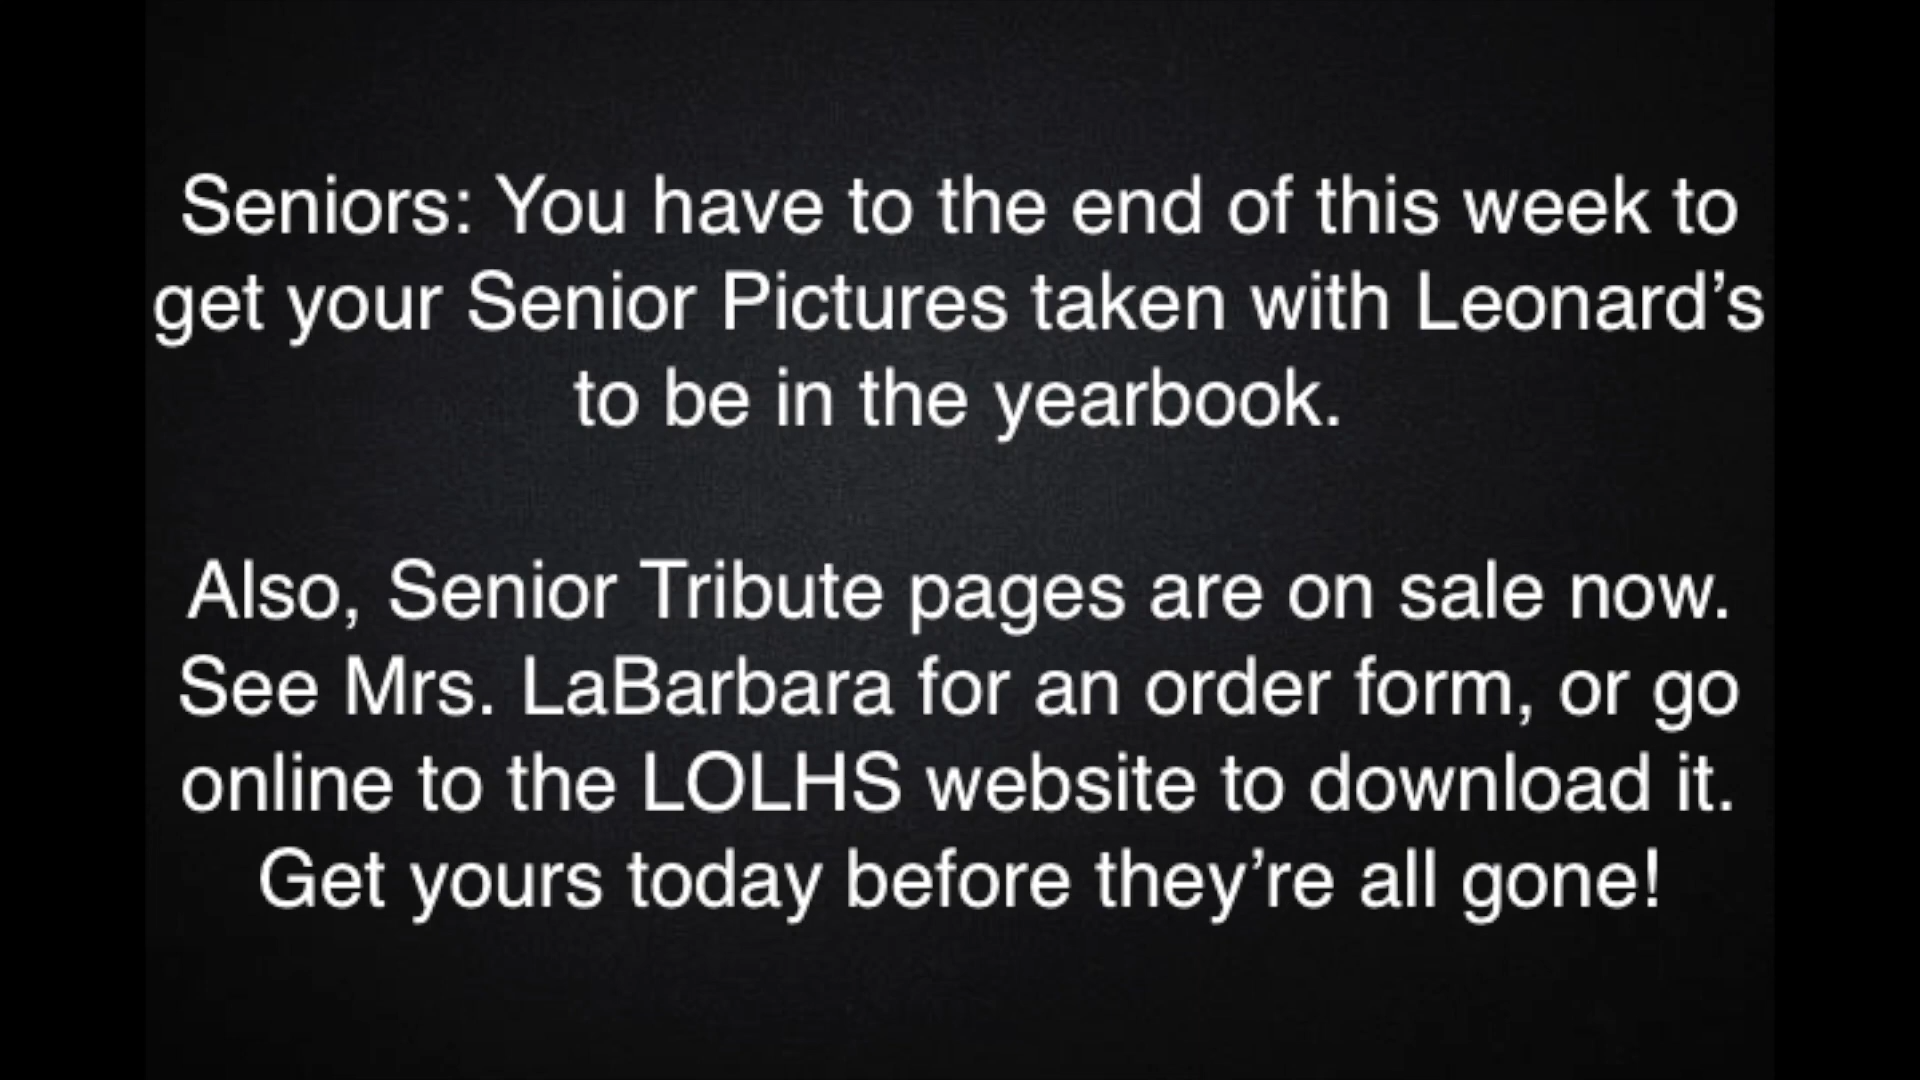 Seniors: You have to the end of this week to
get your Senior Pictures taken with Leonard’s
to be in the yearbook.
Also, Senior Tribute pages are on sale now.
See Mrs. LaBarbara for an order form, or go
online to the LOLHS website to download it.
Get yours today before they’re all gone!